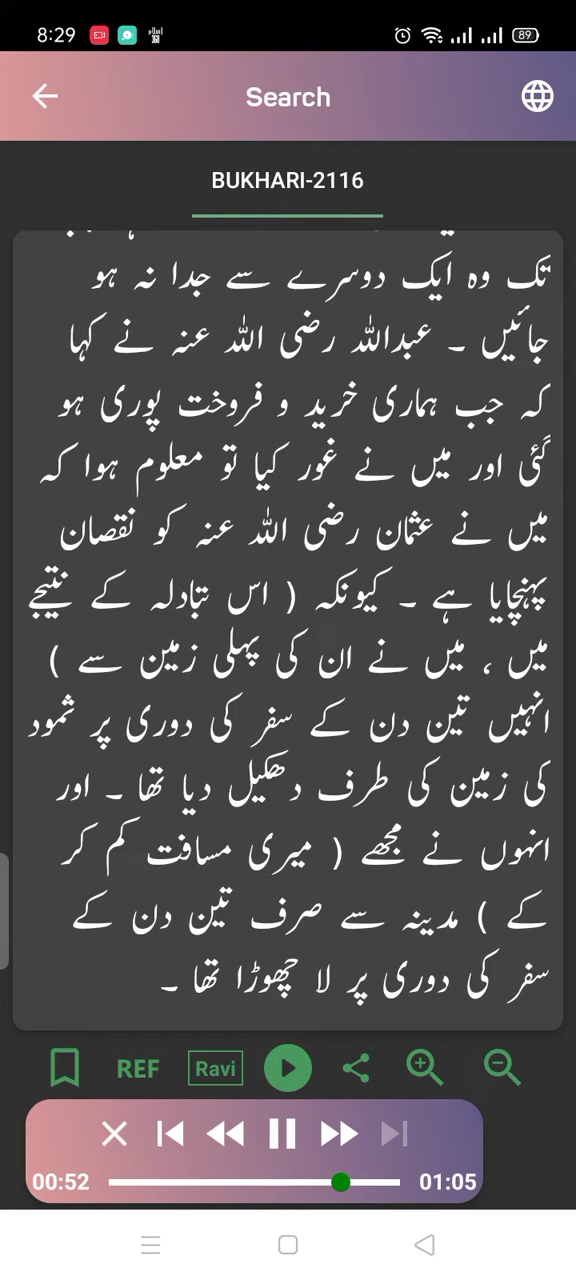 8:29
89
Search
BUKHARI-2116
تک وہ ایک دوسرے سے جدا نہ ہو
جائیں ۔ عبداللہ رضی اللہ عنہ نے کہا
کہ جب ہماری خرید و فروخت پوری ہو
گئی اور میں نے غور کیا تو معلوم ہوا کہ
میں نے عثمان رضی اللہ عنہ کو نقصان
پہنچایا ہے ۔ کیونکہ ( اس تبادلہ کے نتیجے
میں ، میں نے ان کی پہلی زمین سے )
انہیں تین دن کے سفر کی دوری پر ثمود
کی زمین کی طرف دھکیل دیا تھا ۔ اور
انہوں نے مجھے ( میری مسافت کم کر
کے ) مدینہ سے صرف تین دن کے
سفر کی دوری پر لا چھوڑا تھا ۔
REF
Ravi
00:52
01:05